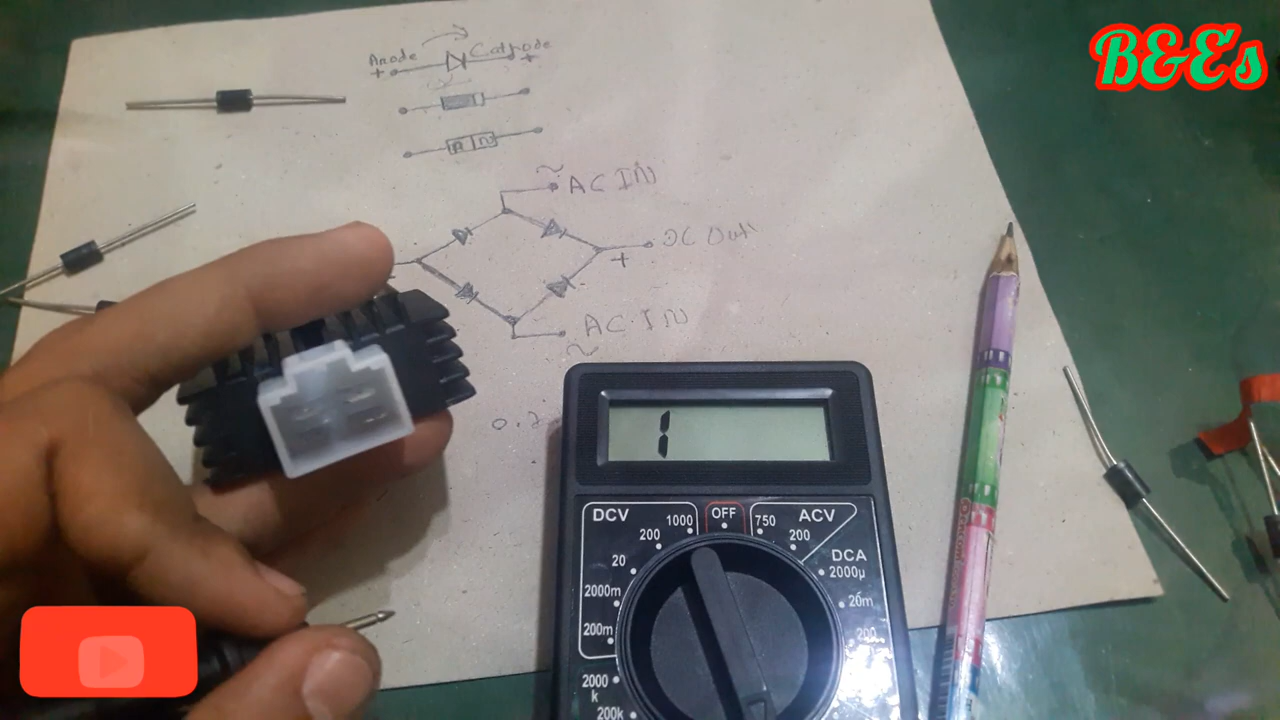 B&Es
Anode Cathode
+ +
P N
~ AC IN
DC Out
+
AC IN
~
1
DCV
OFF
ACV
1000
750
200
200
20
DCA
2000m
2000µ
20m
200m
200
2000
k
200k